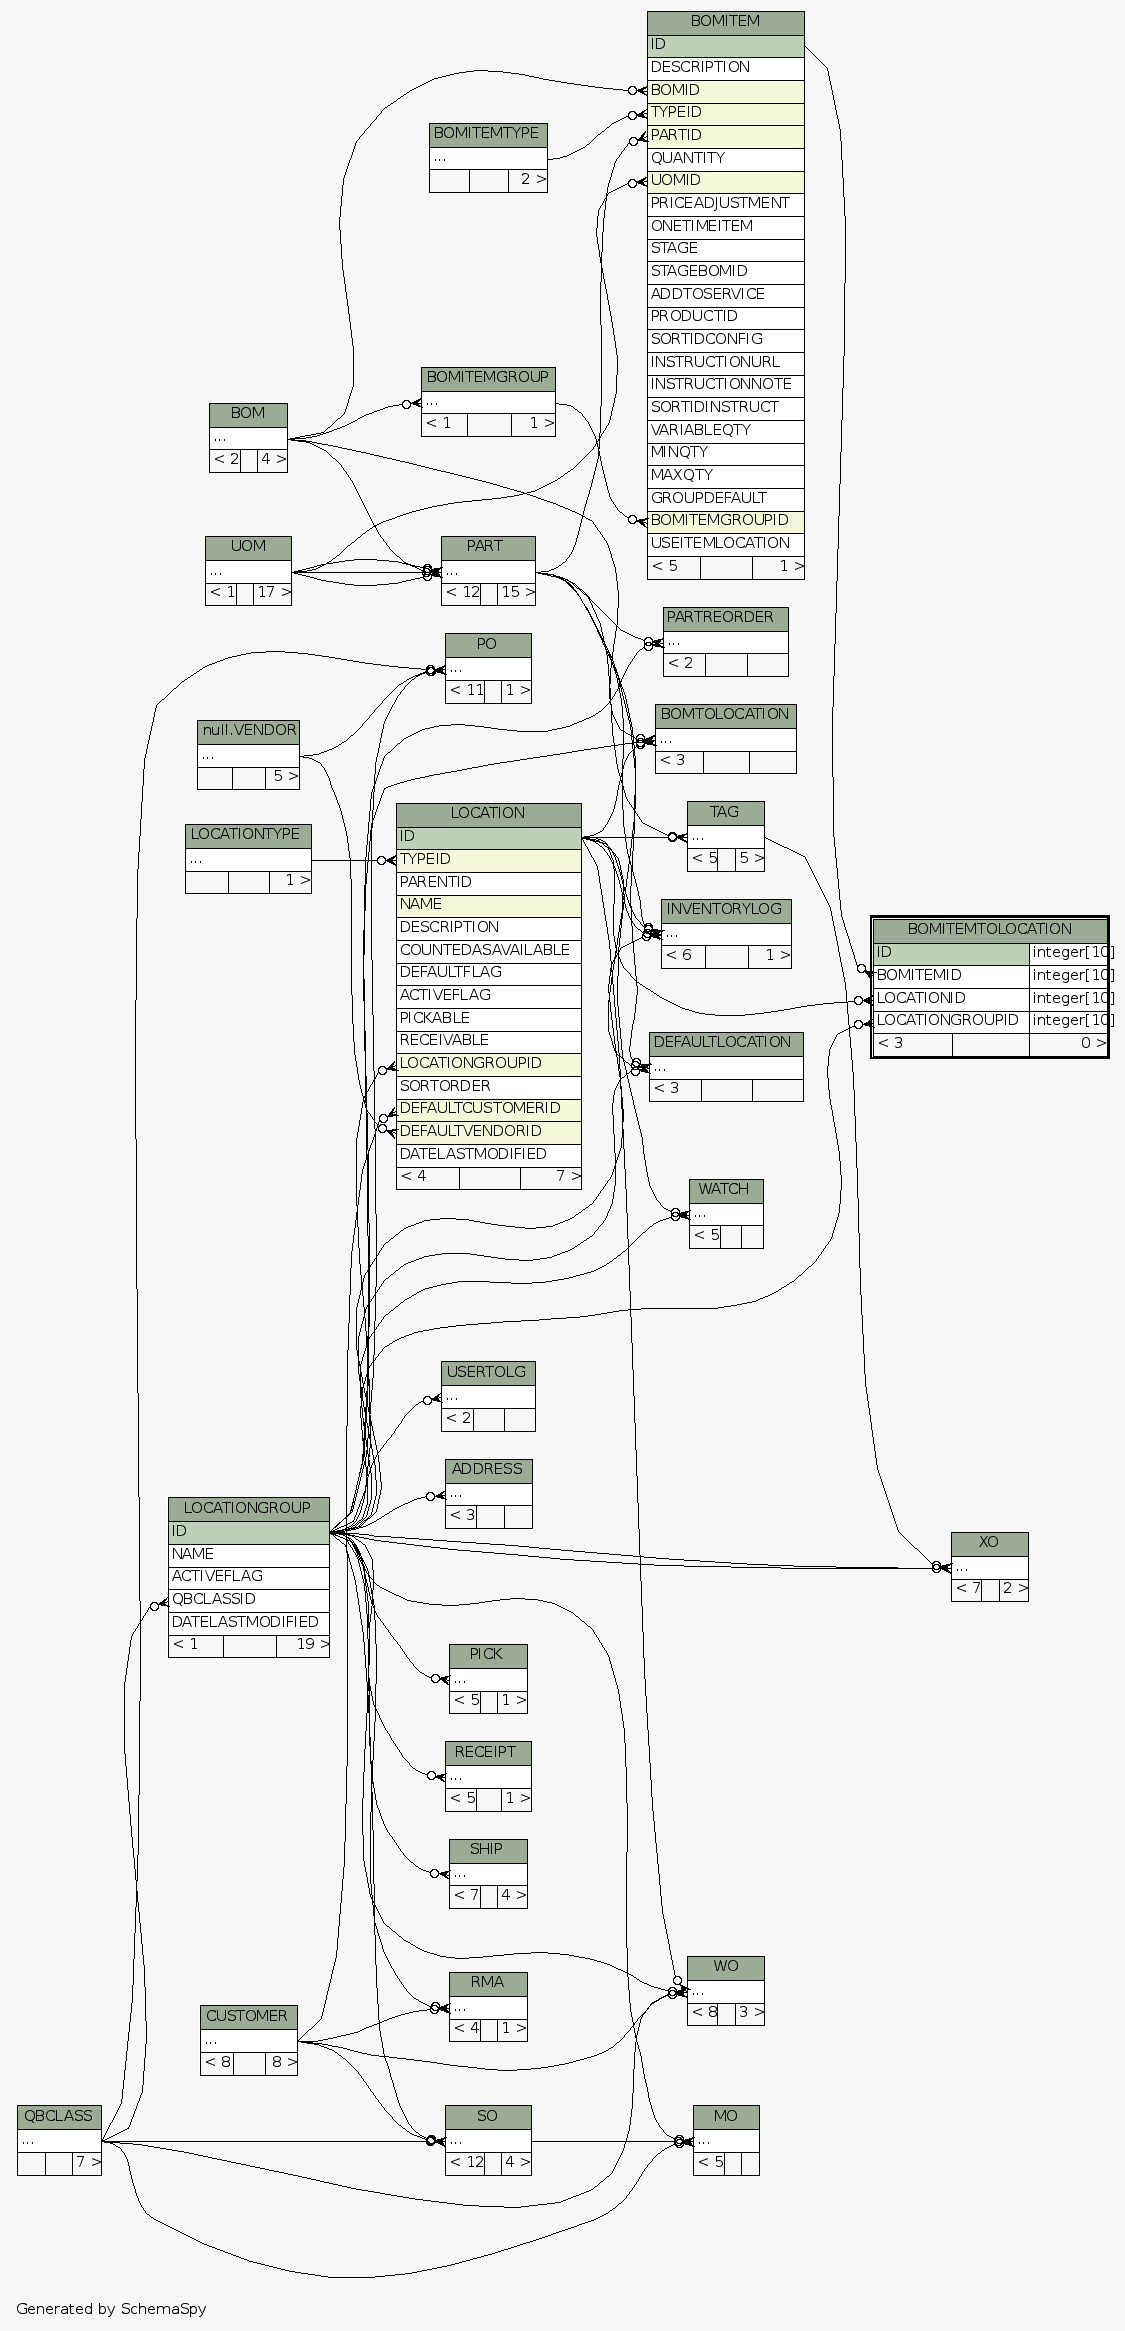 BOMITEM
ID
DESCRIPTION
BOMID
TYPEID
PARTID
QUANTITY
UOMID
PRICEADJUSTMENT
ONETIMEITEM
STAGE
STAGEBOMID
ADDTOSERVICE
PRODUCTID
SORTIDCONFIG
INSTRUCTIONURL
INSTRUCTIONNOTE
SORTIDINSTRUCT
VARIABLEQTY
MINQTY
MAXQTY
GROUPDEFAULT
BOMITEMGROUPID
USEITEMLOCATION
< 5 1 >
BOMITEMTYPE
...
2 >
BOMITEMGROUP
...
< 1 1 >
BOM
...
< 2 4 >
UOM
...
< 1 17 >
PART
...
< 12 15 >
PARTREORDER
...
< 2
PO
...
< 11 1 >
BOMTOLOCATION
...
< 3
null.VENDOR
...
5 >
LOCATIONTYPE
...
1 >
LOCATION
ID
TYPEID
PARENTID
NAME
DESCRIPTION
COUNTEDASAVAILABLE
DEFAULTFLAG
ACTIVEFLAG
PICKABLE
RECEIVABLE
LOCATIONGROUPID
SORTORDER
DEFAULTCUSTOMERID
DEFAULTVENDORID
DATELASTMODIFIED
< 4 7 >
TAG
...
< 5 5 >
INVENTORYLOG
...
< 6 1 >
BOMITEMTOLOCATION
ID integer[10]
BOMITEMID integer[10]
LOCATIONID integer[10]
LOCATIONGROUPID integer[10]
< 3 0 >
DEFAULTLOCATION
...
< 3
WATCH
...
< 5
USERTOLG
...
< 2
ADDRESS
...
< 3
LOCATIONGROUP
ID
NAME
ACTIVEFLAG
QBCLASSID
DATELASTMODIFIED
< 1 19 >
XO
...
< 7 2 >
PICK
...
< 5 1 >
RECEIPT
...
< 5 1 >
SHIP
...
< 7 4 >
WO
...
< 8 3 >
RMA
...
< 4 1 >
CUSTOMER
...
< 8 8 >
QBCLASS
...
7 >
SO
...
< 12 4 >
MO
...
< 5
Generated by SchemaSpy